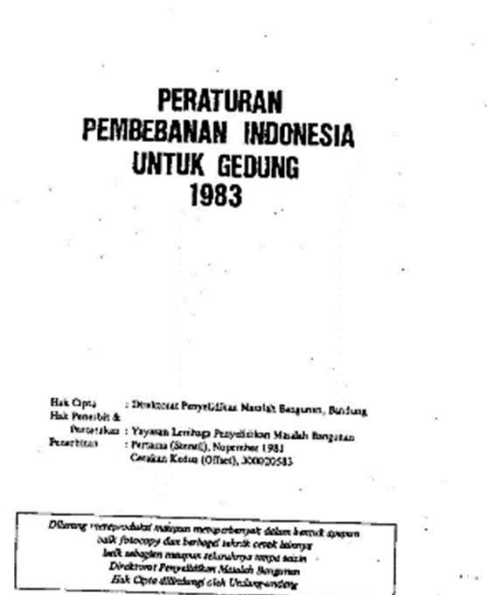 PERATURAN
PEMBEBANAN INDONESIA
UNTUK GEDUNG
1983
Hak Cipta : Direktorat Penyelidikan Masalah Bangunan, Bandung
Hak Penerbit &
Percetakan : Yayasan Lembaga Penyelidikan Masalah Bangunan
Penerbitan : Pertama (Stensil), Nopember 1981
Cetakan Kedua (Offset),
Dilarang mereproduksi maupun memperbanyak dalam bentuk apapun
baik fotocopy dan berbagai teknik cetak lainnya
baik sebagian maupun seluruhnya tanpa seizin
Direktorat Penyelidikan Masalah Bangunan
Hak Cipta dilindungi oleh Undang-undang